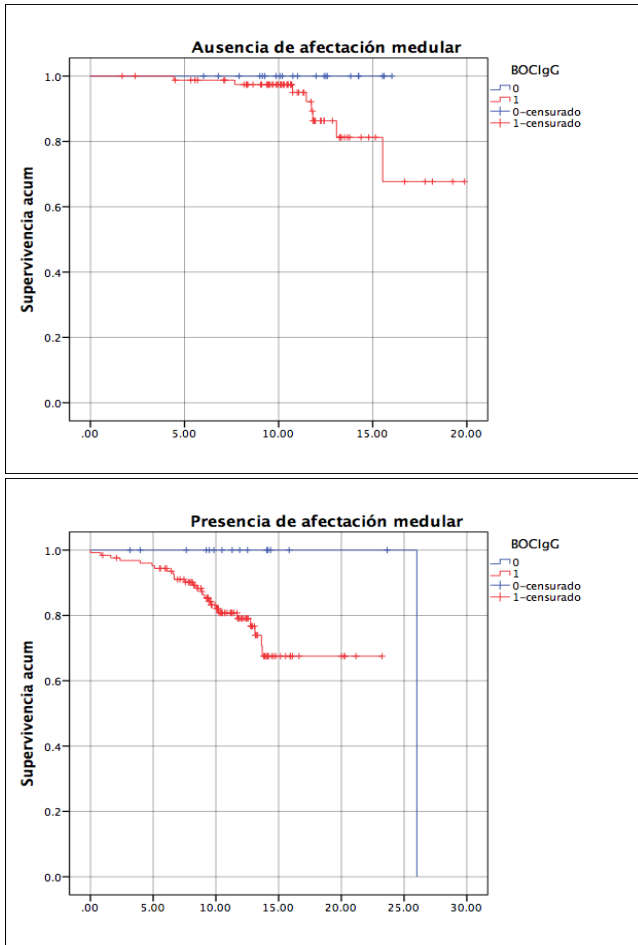 Ausencia de afectación medular
BOCIgG
0
1
0-censurado
1-censurado
Supervivencia acum
1.0
0.8
0.6
0.4
0.2
0.0
.00 5.00 10.00 15.00 20.00
Presencia de afectación medular
BOCIgG
0
1
0-censurado
1-censurado
Supervivencia acum
1.0
0.8
0.6
0.4
0.2
0.0
.00 5.00 10.00 15.00 20.00 25.00 30.00